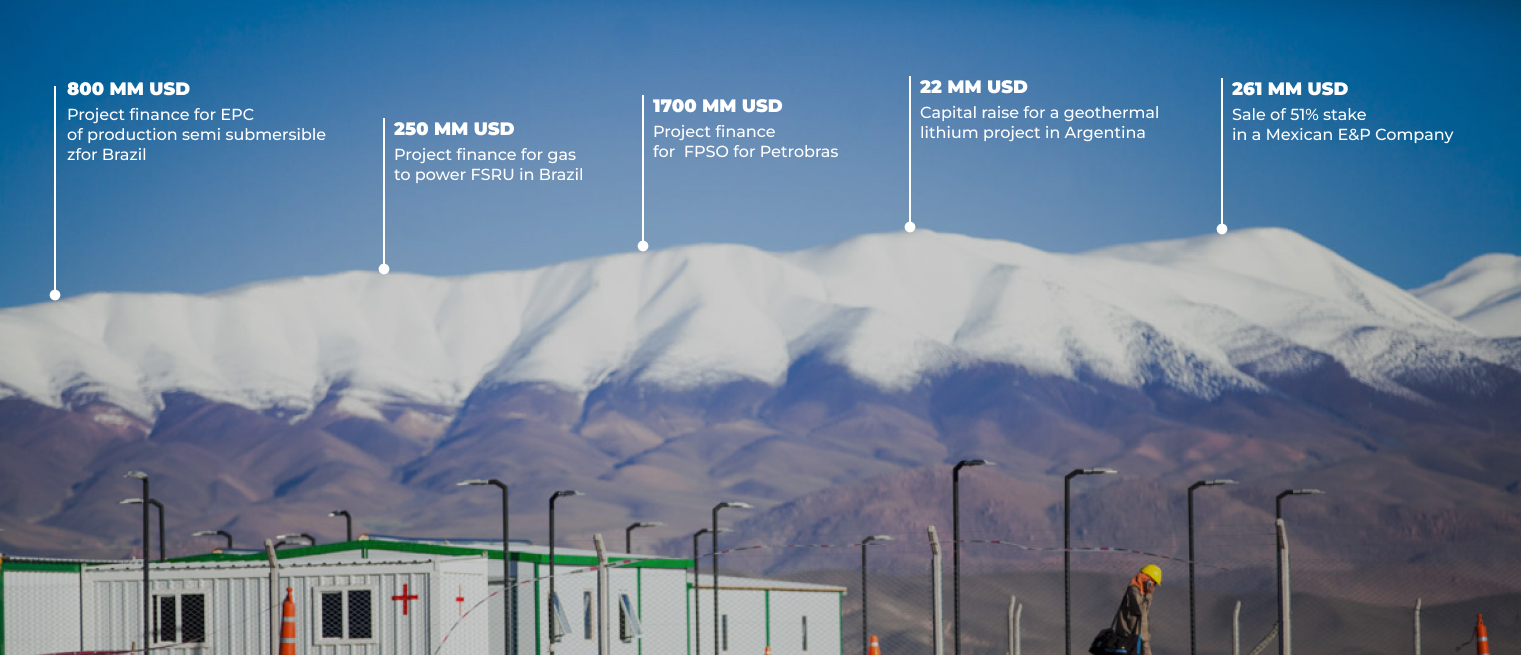 800 MM USD
Project finance for EPC
of production semi submersible
zfor Brazil
250 MM USD
Project finance for gas
to power FSRU in Brazil
1700 MM USD
Project finance
for  FPSO for Petrobras
22 MM USD
Capital raise for a geothermal
lithium project in Argentina
261 MM USD
Sale of 51% stake
in a Mexican E&P Company